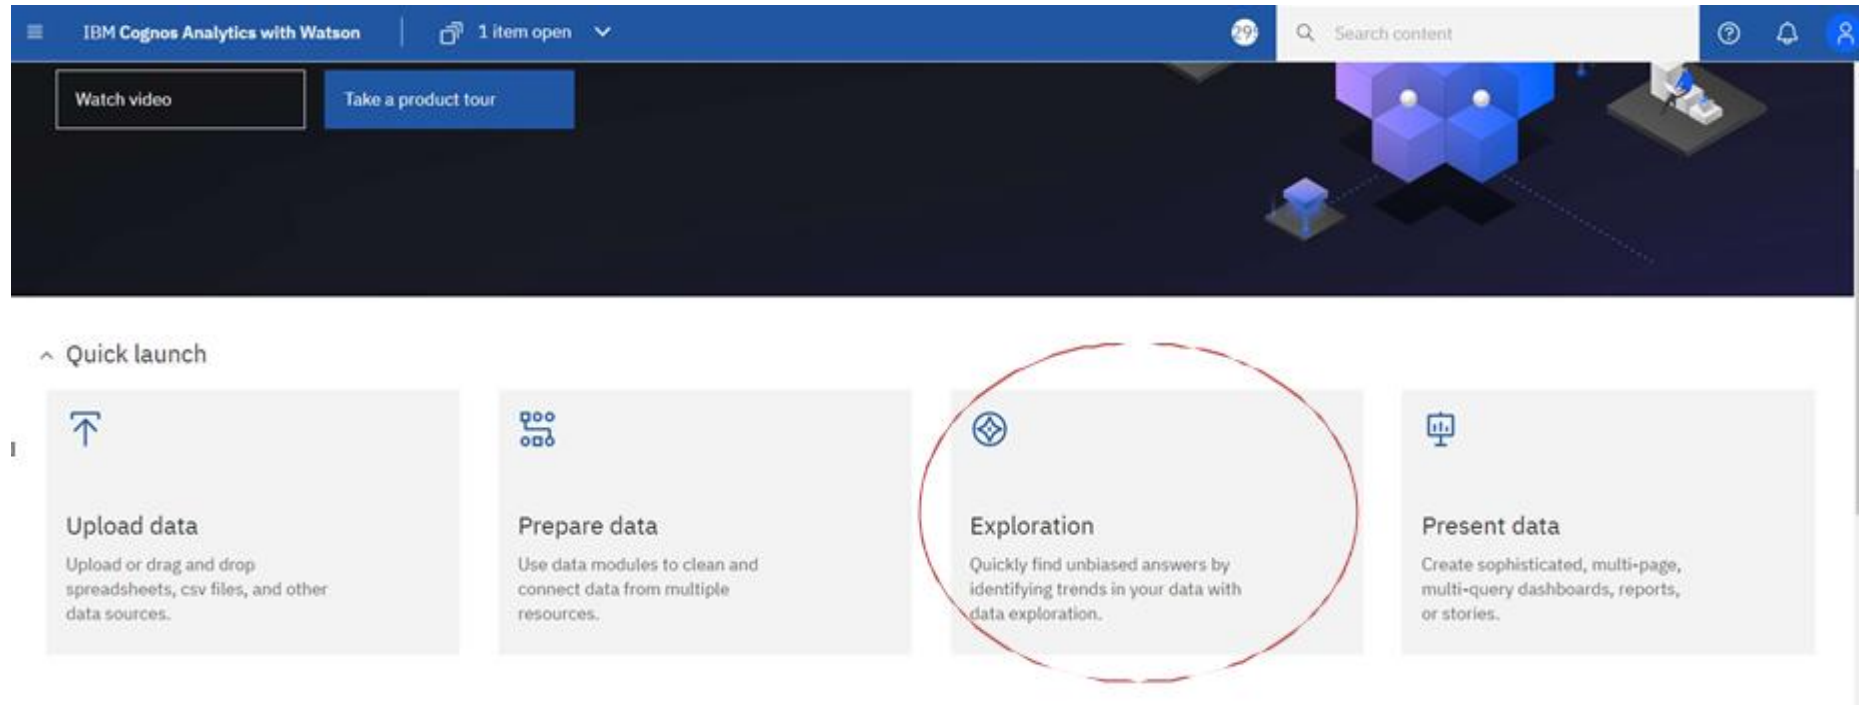 IBM Cognos Analytics with Watson
1 item open
29
Search content
Watch video
Take a product tour
Quick launch
Upload data
Upload or drag and drop
spreadsheets, csv files, and other
data sources.
Prepare data
Use data modules to clean and
connect data from multiple
resources.
Exploration
Quickly find unbiased answers by
identifying trends in your data with
data exploration.
Present data
Create sophisticated, multi-page,
multi-query dashboards, reports,
or stories.